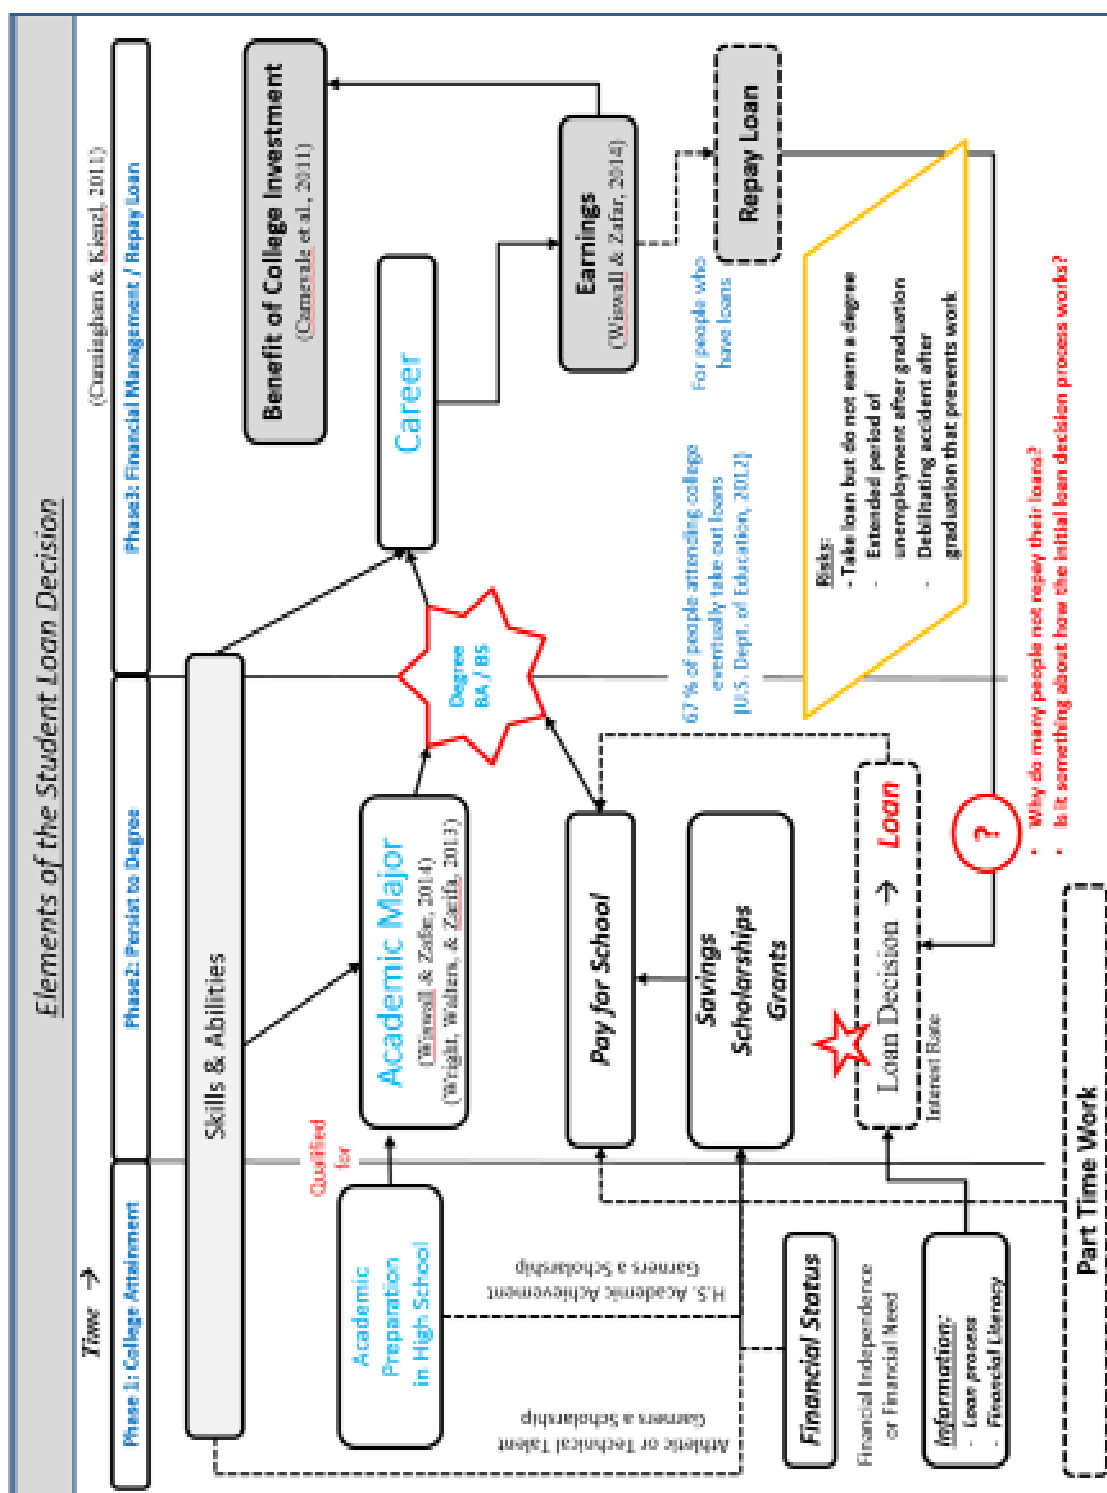 Elements of the Student Loan Decision
Time →
(Cunningham & Kienzl, 2011)
Phase 1: College Attainment
Phase2: Persist to Degree
Phase3: Financial Management / Repay Loan
Skills & Abilities
Benefit of College Investment
(Carnevale et al, 2011)
Academic
Preparation
in High School
Qualified
for
Academic Major
(Wiswall & Zafar, 2014)
(Wright, Walters, & Zarifa, 2013)
Degree
BA / BS
Career
Earnings
(Wiswall & Zafar, 2014)
Athletic or Technical Talent
Garners a Scholarship
H.S. Academic Achievement
Garners a Scholarship
Pay for School
Savings
Scholarships
Grants
67% of people attending college
eventually take out loans
(U.S. Dept. of Education, 2012)
For people who
have loans
Repay Loan
Financial Status
Financial Independence
or Financial Need
Loan Decision → Loan
Interest Rate
Risks:
- Take loan but do not earn a degree
- Extended period of
unemployment after graduation
- Debilitating accident after
graduation that prevents work
Information:
- Loan process
- Financial Literacy
?
• Why do many people not repay their loans?
• Is it something about how the initial loan decision process works?
Part Time Work